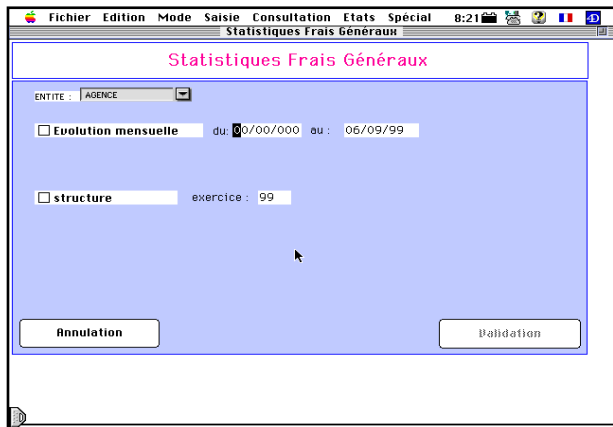 Fichier Edition Mode Saisie Consultation Etats Spécial 8:21 4D
Statistiques Frais Généraux
Statistiques Frais Généraux
ENTITE : AGENCE
Evolution mensuelle du: 00/00/000 au : 06/09/99
structure exercice : 99
Annulation Validation